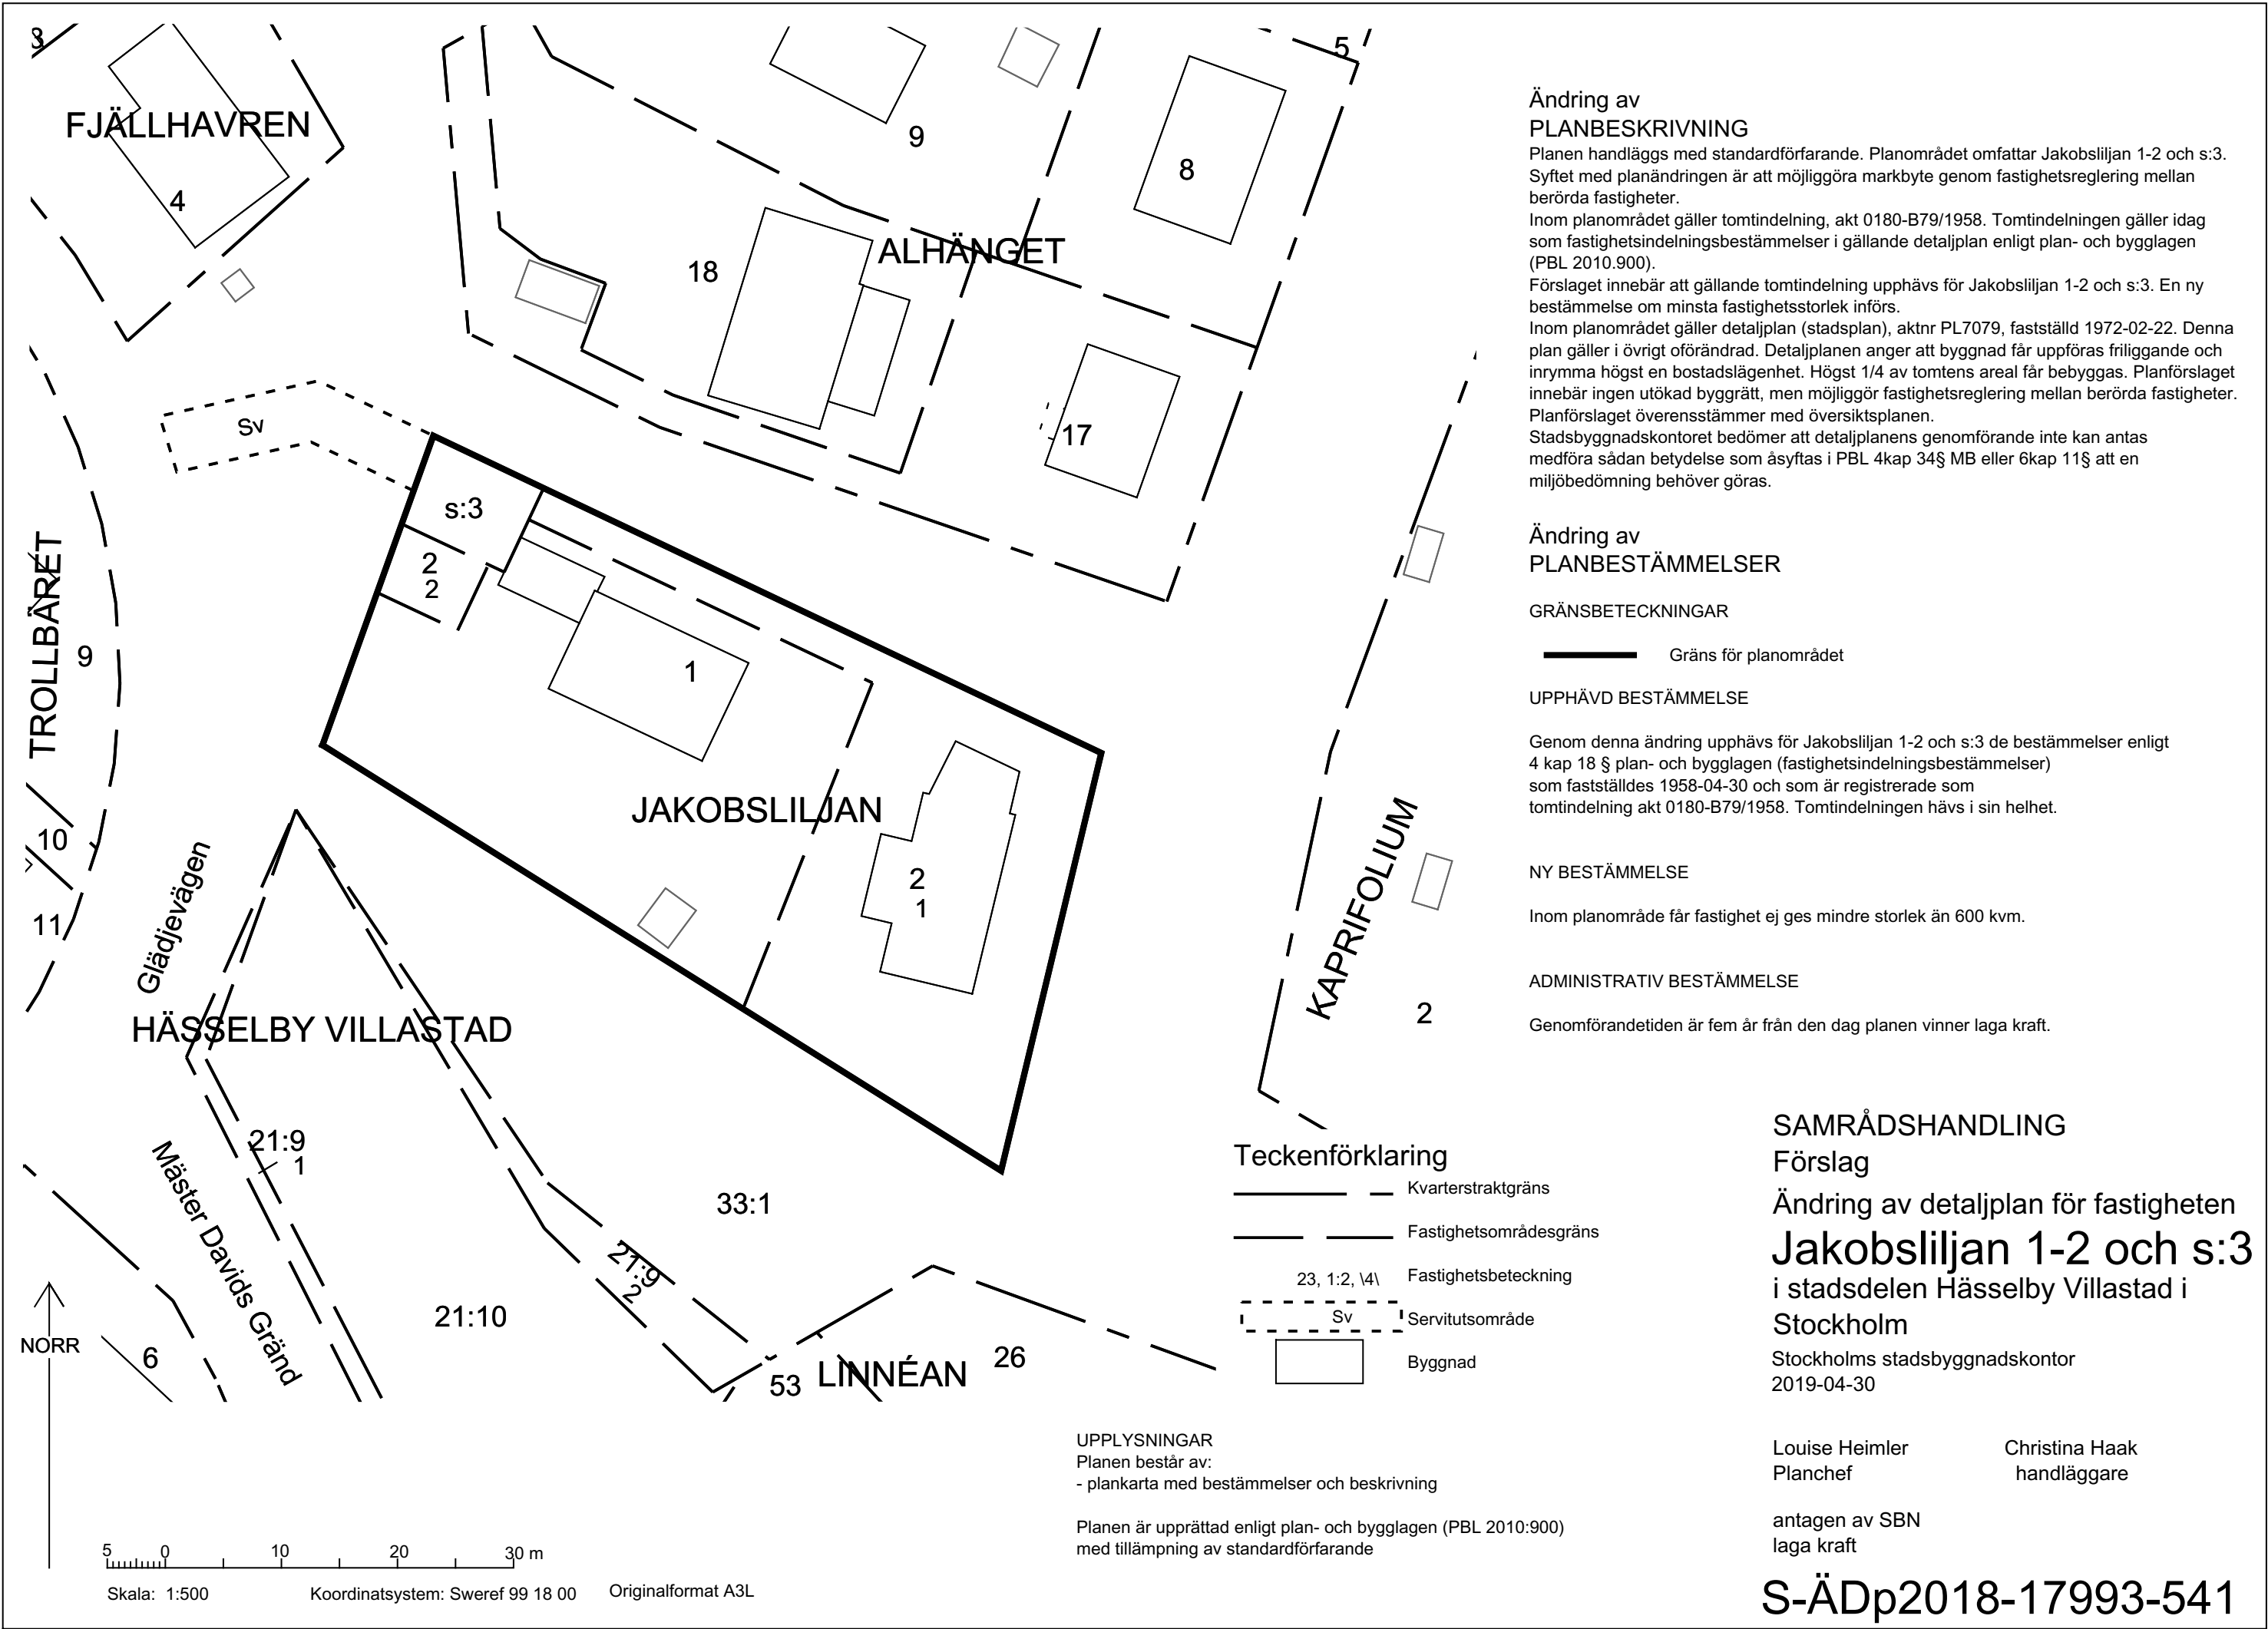 3
FJÄLLHAVREN
4
9
5
8
ALHÄNGET
18
17
Sv
s:3
2
2
1
TROLLBÄRET
9
10
11
JAKOBSLILJAN
2
1
Glädjevägen
KAPRIFOLIUM
2
HÄSSELBY VILLASTAD
21:9
1
Mäster Davids Gränd
33:1
21:9
2
21:10
6
53
LINNÉAN
26
NORR
5 0 10 20 30 m
Skala: 1:500 Koordinatsystem: Sweref 99 18 00 Originalformat A3L
Ändring av
PLANBESKRIVNING
Planen handläggs med standardförfarande. Planområdet omfattar Jakobsliljan 1-2 och s:3.
Syftet med planändringen är att möjliggöra markbyte genom fastighetsreglering mellan
berörda fastigheter.
Inom planområdet gäller tomtindelning, akt 0180-B79/1958. Tomtindelningen gäller idag
som fastighetsindelningsbestämmelser i gällande detaljplan enligt plan- och bygglagen
(PBL 2010.900).
Förslaget innebär att gällande tomtindelning upphävs för Jakobsliljan 1-2 och s:3. En ny
bestämmelse om minsta fastighetsstorlek införs.
Inom planområdet gäller detaljplan (stadsplan), aktnr PL7079, fastställd 1972-02-22. Denna
plan gäller i övrigt oförändrad. Detaljplanen anger att byggnad får uppföras friliggande och
inrymma högst en bostadslägenhet. Högst 1/4 av tomtens areal får bebyggas. Planförslaget
innebär ingen utökad byggrätt, men möjliggör fastighetsreglering mellan berörda fastigheter.
Planförslaget överensstämmer med översiktsplanen.
Stadsbyggnadskontoret bedömer att detaljplanens genomförande inte kan antas
medföra sådan betydelse som åsyftas i PBL 4kap 34§ MB eller 6kap 11§ att en
miljöbedömning behöver göras.
Ändring av
PLANBESTÄMMELSER
GRÄNSBETECKNINGAR
Gräns för planområdet
UPPHÄVD BESTÄMMELSE
Genom denna ändring upphävs för Jakobsliljan 1-2 och s:3 de bestämmelser enligt
4 kap 18 § plan- och bygglagen (fastighetsindelningsbestämmelser)
som fastställdes 1958-04-30 och som är registrerade som
tomtindelning akt 0180-B79/1958. Tomtindelningen hävs i sin helhet.
NY BESTÄMMELSE
Inom planområde får fastighet ej ges mindre storlek än 600 kvm.
ADMINISTRATIV BESTÄMMELSE
Genomförandetiden är fem år från den dag planen vinner laga kraft.
Teckenförklaring
Kvarterstraktgräns
Fastighetsområdesgräns
23, 1:2, \4\ Fastighetsbeteckning
Sv Servitutsområde
Byggnad
UPPLYSNINGAR
Planen består av:
- plankarta med bestämmelser och beskrivning
Planen är upprättad enligt plan- och bygglagen (PBL 2010:900)
med tillämpning av standardförfarande
SAMRÅDSHANDLING
Förslag
Ändring av detaljplan för fastigheten
Jakobsliljan 1-2 och s:3
i stadsdelen Hässelby Villastad i
Stockholm
Stockholms stadsbyggnadskontor
2019-04-30
Louise Heimler Christina Haak
Planchef handläggare
antagen av SBN
laga kraft
S-ÄDp2018-17993-541